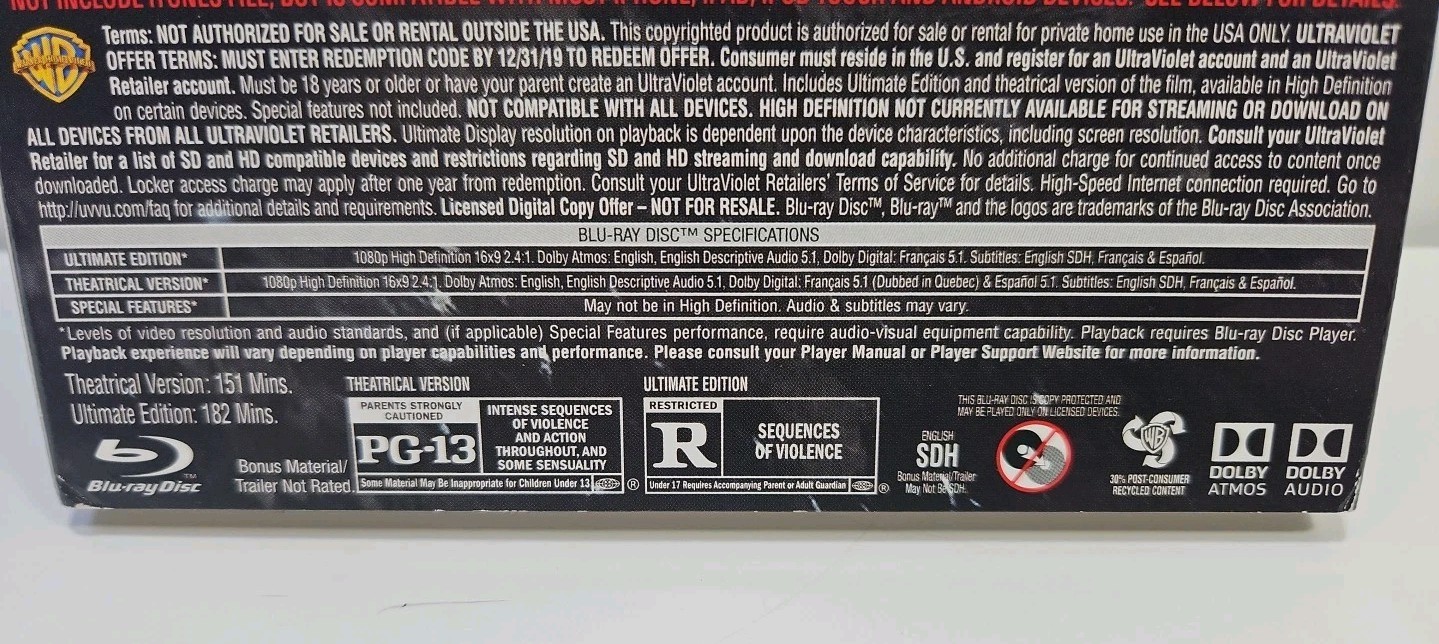 NOT INCLUDE ITUNES FILE, BUT IS COMPATIBLE WITH MOST IPHONE, IPAD, IPOD TOUCH AND ANDROID DEVICES. SEE BELOW FOR DETAILS.
Terms: NOT AUTHORIZED FOR SALE OR RENTAL OUTSIDE THE USA. This copyrighted product is authorized for sale or rental for private home use in the USA ONLY. ULTRAVIOLET
OFFER TERMS: MUST ENTER REDEMPTION CODE BY 12/31/19 TO REDEEM OFFER. Consumer must reside in the U.S. and register for an UltraViolet account and an UltraViolet
Retailer account. Must be 18 years or older or have your parent create an UltraViolet account. Includes Ultimate Edition and theatrical version of the film, available in High Definition
on certain devices. Special features not included. NOT COMPATIBLE WITH ALL DEVICES. HIGH DEFINITION NOT CURRENTLY AVAILABLE FOR STREAMING OR DOWNLOAD ON
ALL DEVICES FROM ALL ULTRAVIOLET RETAILERS. Ultimate Display resolution on playback is dependent upon the device characteristics, including screen resolution. Consult your UltraViolet
Retailer for a list of SD and HD compatible devices and restrictions regarding SD and HD streaming and download capability. No additional charge for continued access to content once
downloaded. Locker access charge may apply after one year from redemption. Consult your UltraViolet Retailers' Terms of Service for details. High-Speed Internet connection required. Go to
http://uvvu.com/faq for additional details and requirements. Licensed Digital Copy Offer – NOT FOR RESALE. Blu-ray Disc™, Blu-ray™ and the logos are trademarks of the Blu-ray Disc Association.
BLU-RAY DISC™ SPECIFICATIONS
ULTIMATE EDITION* 1080p High Definition 16x9 2.4:1. Dolby Atmos: English, English Descriptive Audio 5.1, Dolby Digital: Français 5.1. Subtitles: English SDH, Français & Español.
THEATRICAL VERSION* 1080p High Definition 16x9 2.4:1. Dolby Atmos: English, English Descriptive Audio 5.1, Dolby Digital: Français 5.1 (Dubbed in Quebec) & Español 5.1. Subtitles: English SDH, Français & Español.
SPECIAL FEATURES* May not be in High Definition. Audio & subtitles may vary.
*Levels of video resolution and audio standards, and (if applicable) Special Features performance, require audio-visual equipment capability. Playback requires Blu-ray Disc Player.
Playback experience will vary depending on player capabilities and performance. Please consult your Player Manual or Player Support Website for more information.
Theatrical Version: 151 Mins.
Ultimate Edition: 182 Mins.
Blu-ray Disc™
Bonus Material/
Trailer Not Rated.
THEATRICAL VERSION
PARENTS STRONGLY
CAUTIONED
PG-13
INTENSE SEQUENCES
OF VIOLENCE
AND ACTION
THROUGHOUT, AND
SOME SENSUALITY
Some Material May Be Inappropriate for Children Under 13 ®
ULTIMATE EDITION
RESTRICTED
R
SEQUENCES
OF VIOLENCE
Under 17 Requires Accompanying Parent or Adult Guardian ®
ENGLISH
SDH
Bonus Material/Trailer
May Not Be SDH.
THIS BLU-RAY DISC IS COPY PROTECTED AND
MAY BE PLAYED ONLY ON LICENSED DEVICES.
WB
30% POST-CONSUMER
RECYCLED CONTENT
DOLBY
ATMOS
DOLBY
AUDIO